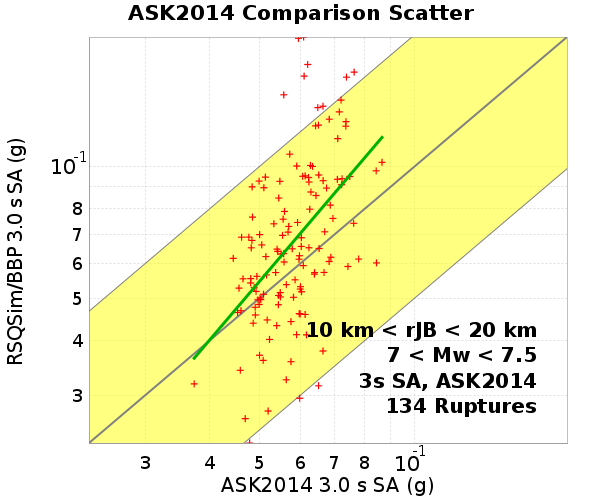 ASK2014 Comparison Scatter
RSQSim/BBP 3.0 s SA (g)
10^-1
8
7
6
5
4
3
10 km < rJB < 20 km
7 < Mw < 7.5
3s SA, ASK2014
134 Ruptures
3 4 5 6 7 8 10^-1
ASK2014 3.0 s SA (g)